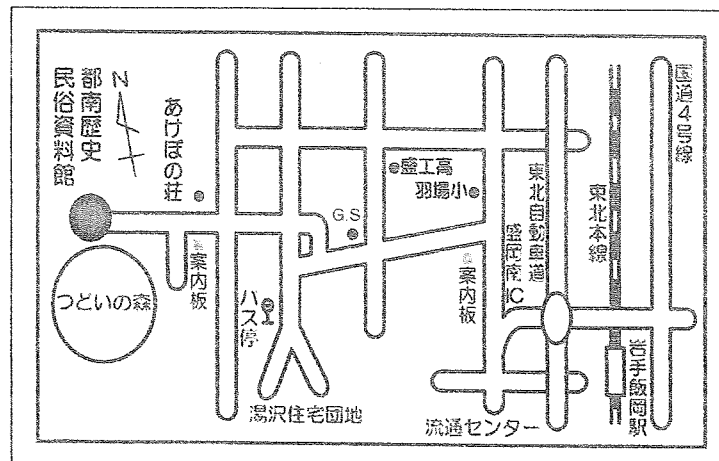 都南歴史
民俗資料館
N
あけぼの荘
つどいの森
案内板
バス停
湯沢住宅団地
G.S
盛工高
羽場小
案内板
盛岡南IC
東北自動車道
東北本線
国道4号線
岩手飯岡駅
流通センター